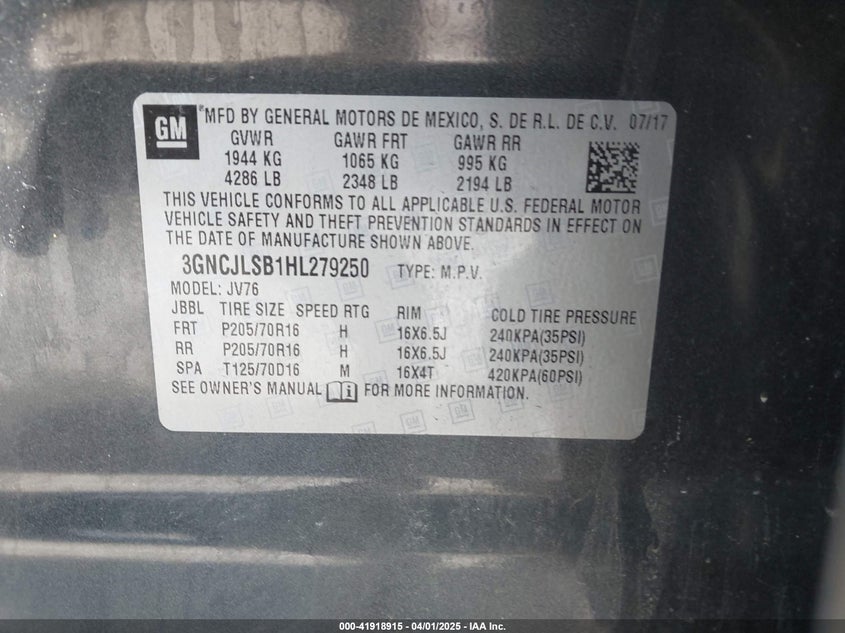 GM ®MFD BY GENERAL MOTORS DE MEXICO, S. DE R.L. DE C.V. 07/17
GVWR GAWR FRT GAWR RR
1944 KG 1065 KG 995 KG
4286 LB 2348 LB 2194 LB
THIS VEHICLE CONFORMS TO ALL APPLICABLE U.S. FEDERAL MOTOR
VEHICLE SAFETY AND THEFT PREVENTION STANDARDS IN EFFECT ON
THE DATE OF MANUFACTURE SHOWN ABOVE.
3GNCJLSB1HL279250 TYPE: M.P.V.
MODEL: JV76
JBBL TIRE SIZE SPEED RTG RIM COLD TIRE PRESSURE
FRT P205/70R16 H 16X6.5J 240KPA(35PSI)
RR P205/70R16 H 16X6.5J 240KPA(35PSI)
SPA T125/70D16 M 16X4T 420KPA(60PSI)
SEE OWNER'S MANUAL FOR MORE INFORMATION.
000-41918915 - 04/01/2025 - IAA Inc.